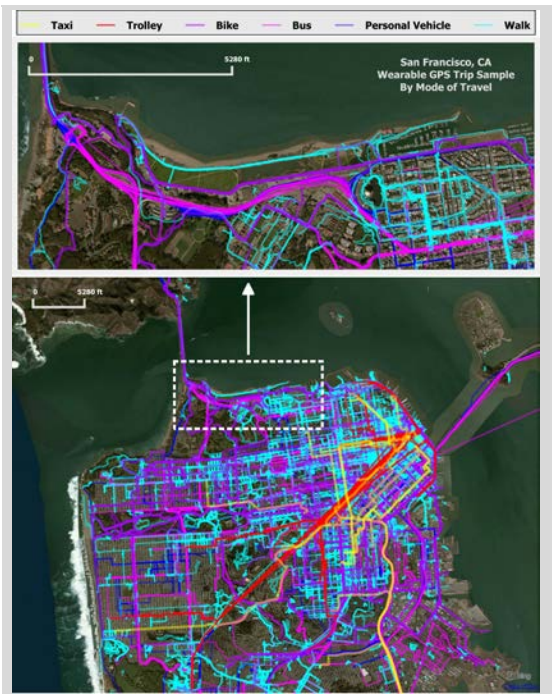 Taxi Trolley Bike Bus Personal Vehicle Walk
0 5280 ft
San Francisco, CA
Wearable GPS Trip Sample
By Mode of Travel
0 5280 ft